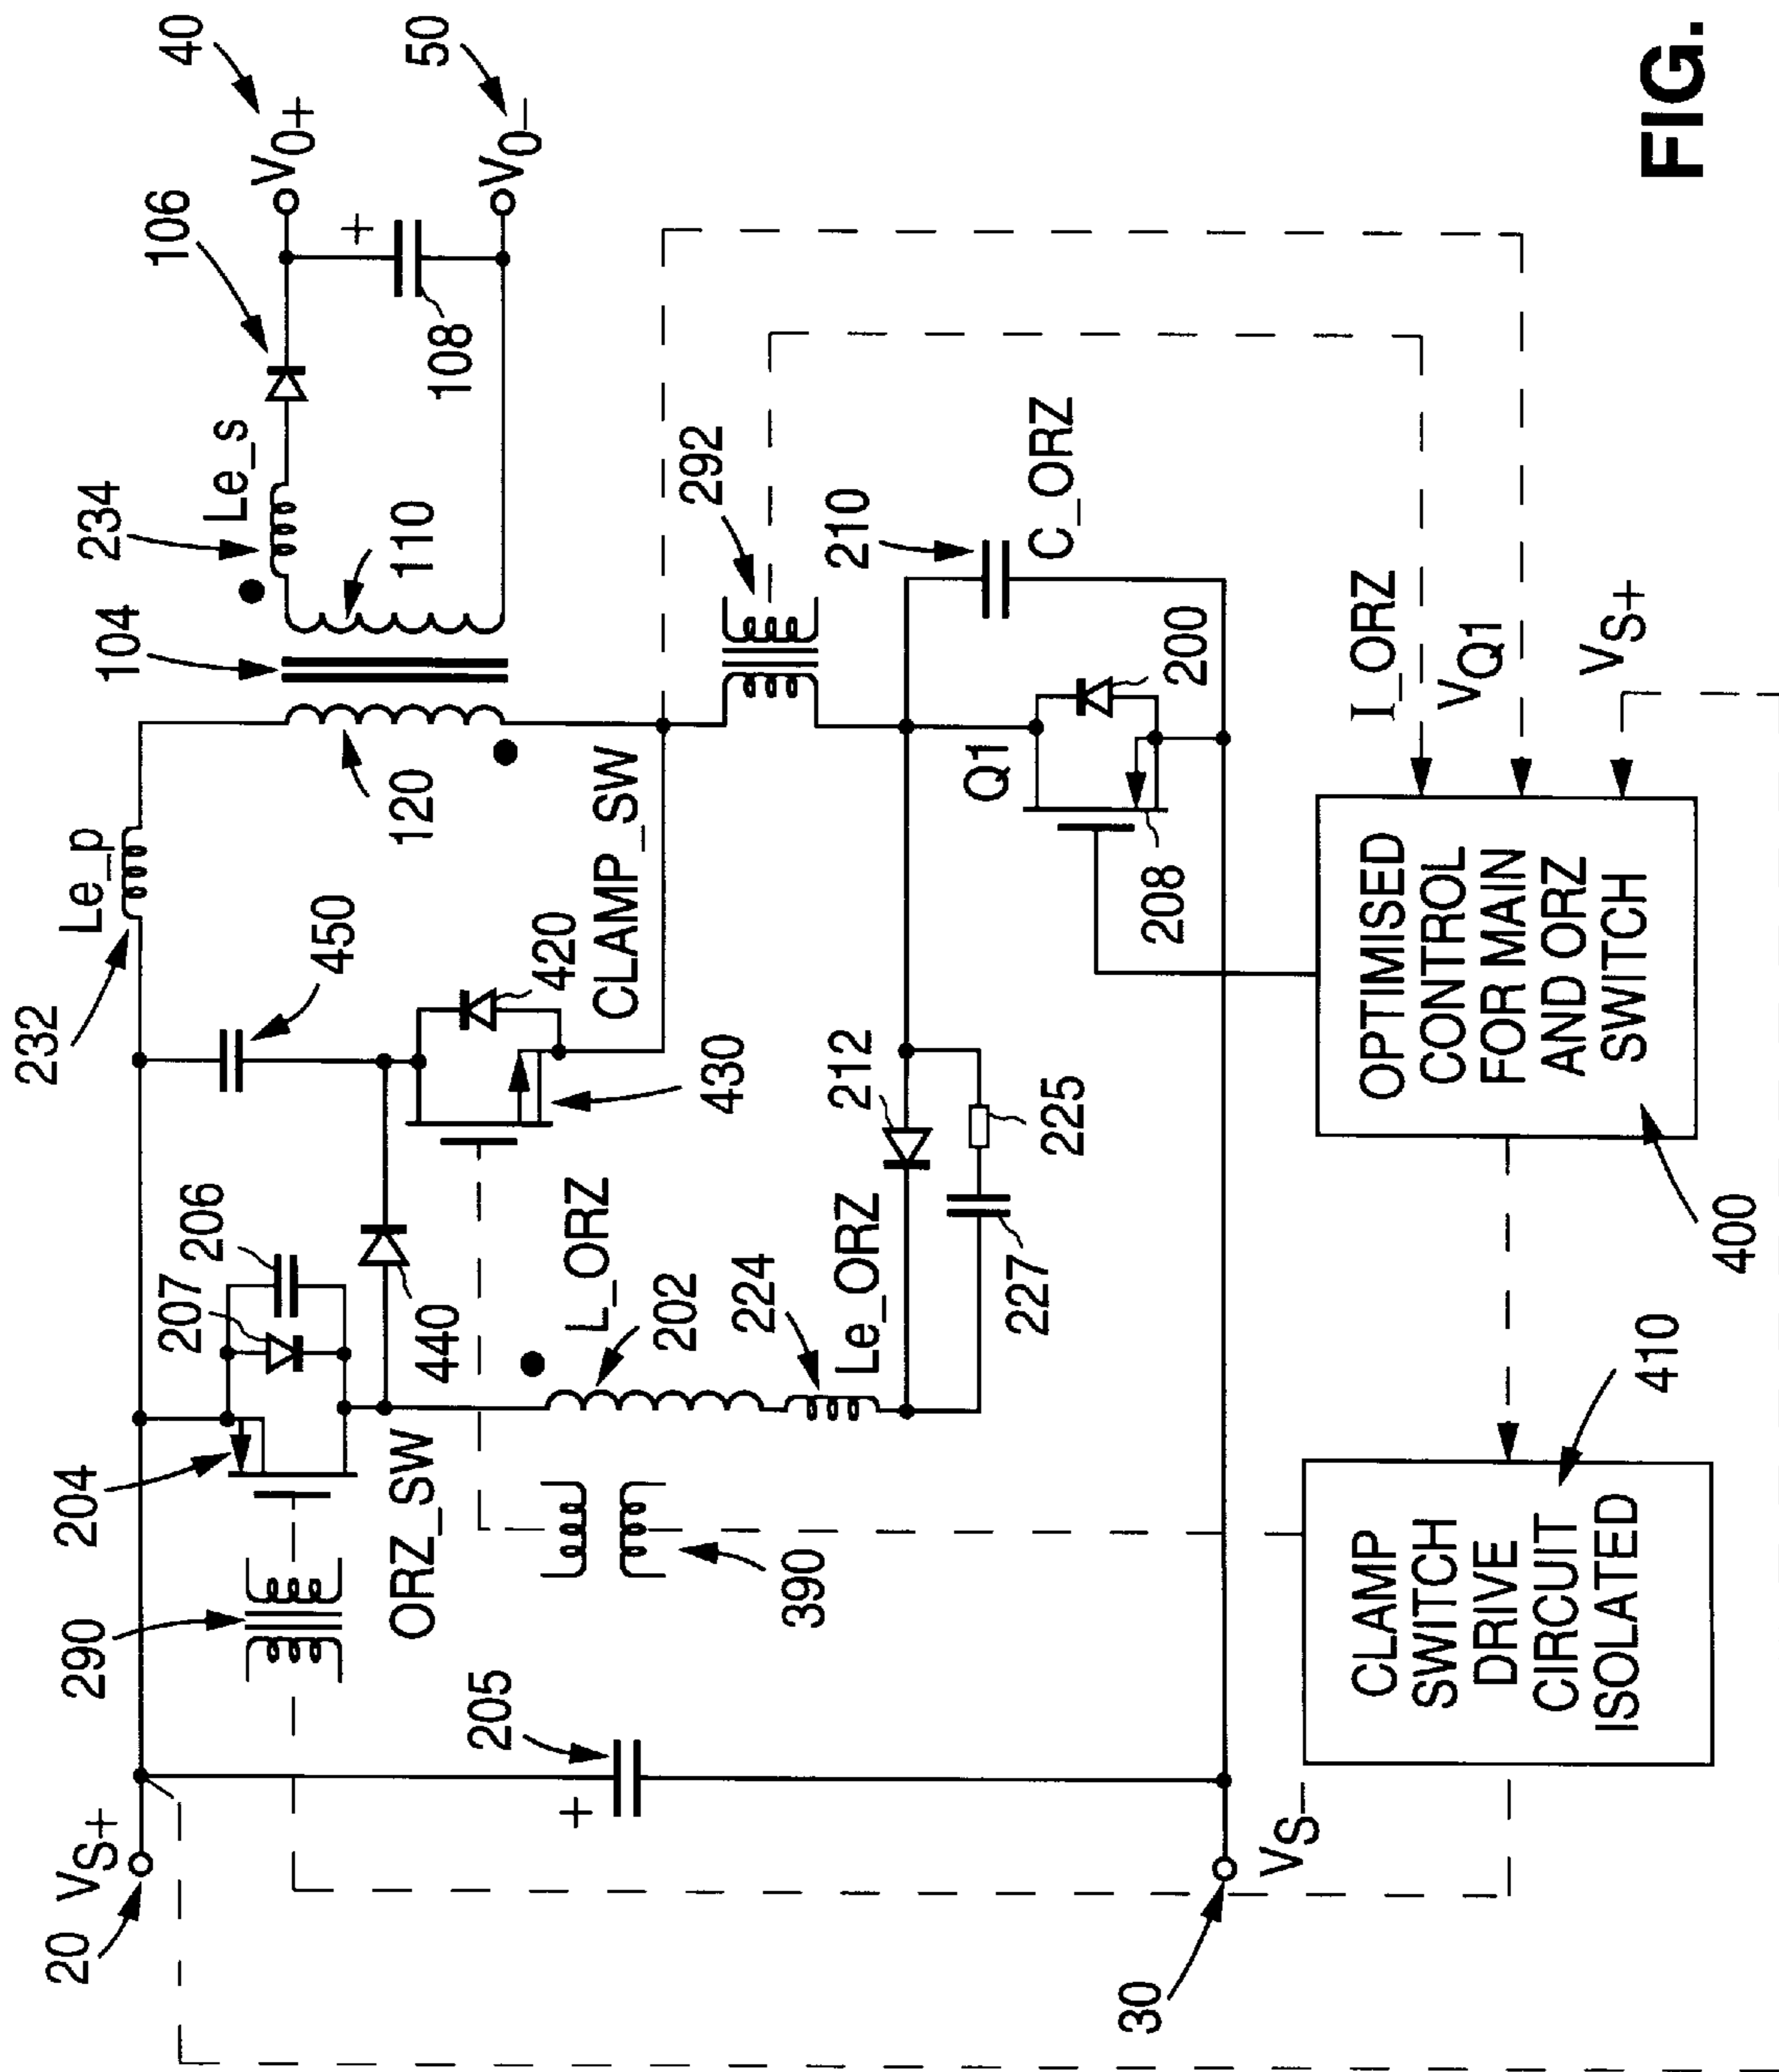 20
VS+
204
290
ORZ_SW
205
+
207
206
440
L_ORZ
202
224
Le_ORZ
390
232
Le_p
450
420
CLAMP_SW
430
120
104
234
Le_s
110
106
108
+
VO+
40
VO−
50
292
210
C_ORZ
212
225
227
Q1
200
208
I_ORZ
VQ1
VS+
30
VS−
CLAMP
SWITCH
DRIVE
CIRCUIT
ISOLATED
410
OPTIMISED
CONTROL
FOR MAIN
AND ORZ
SWITCH
400
FIG.